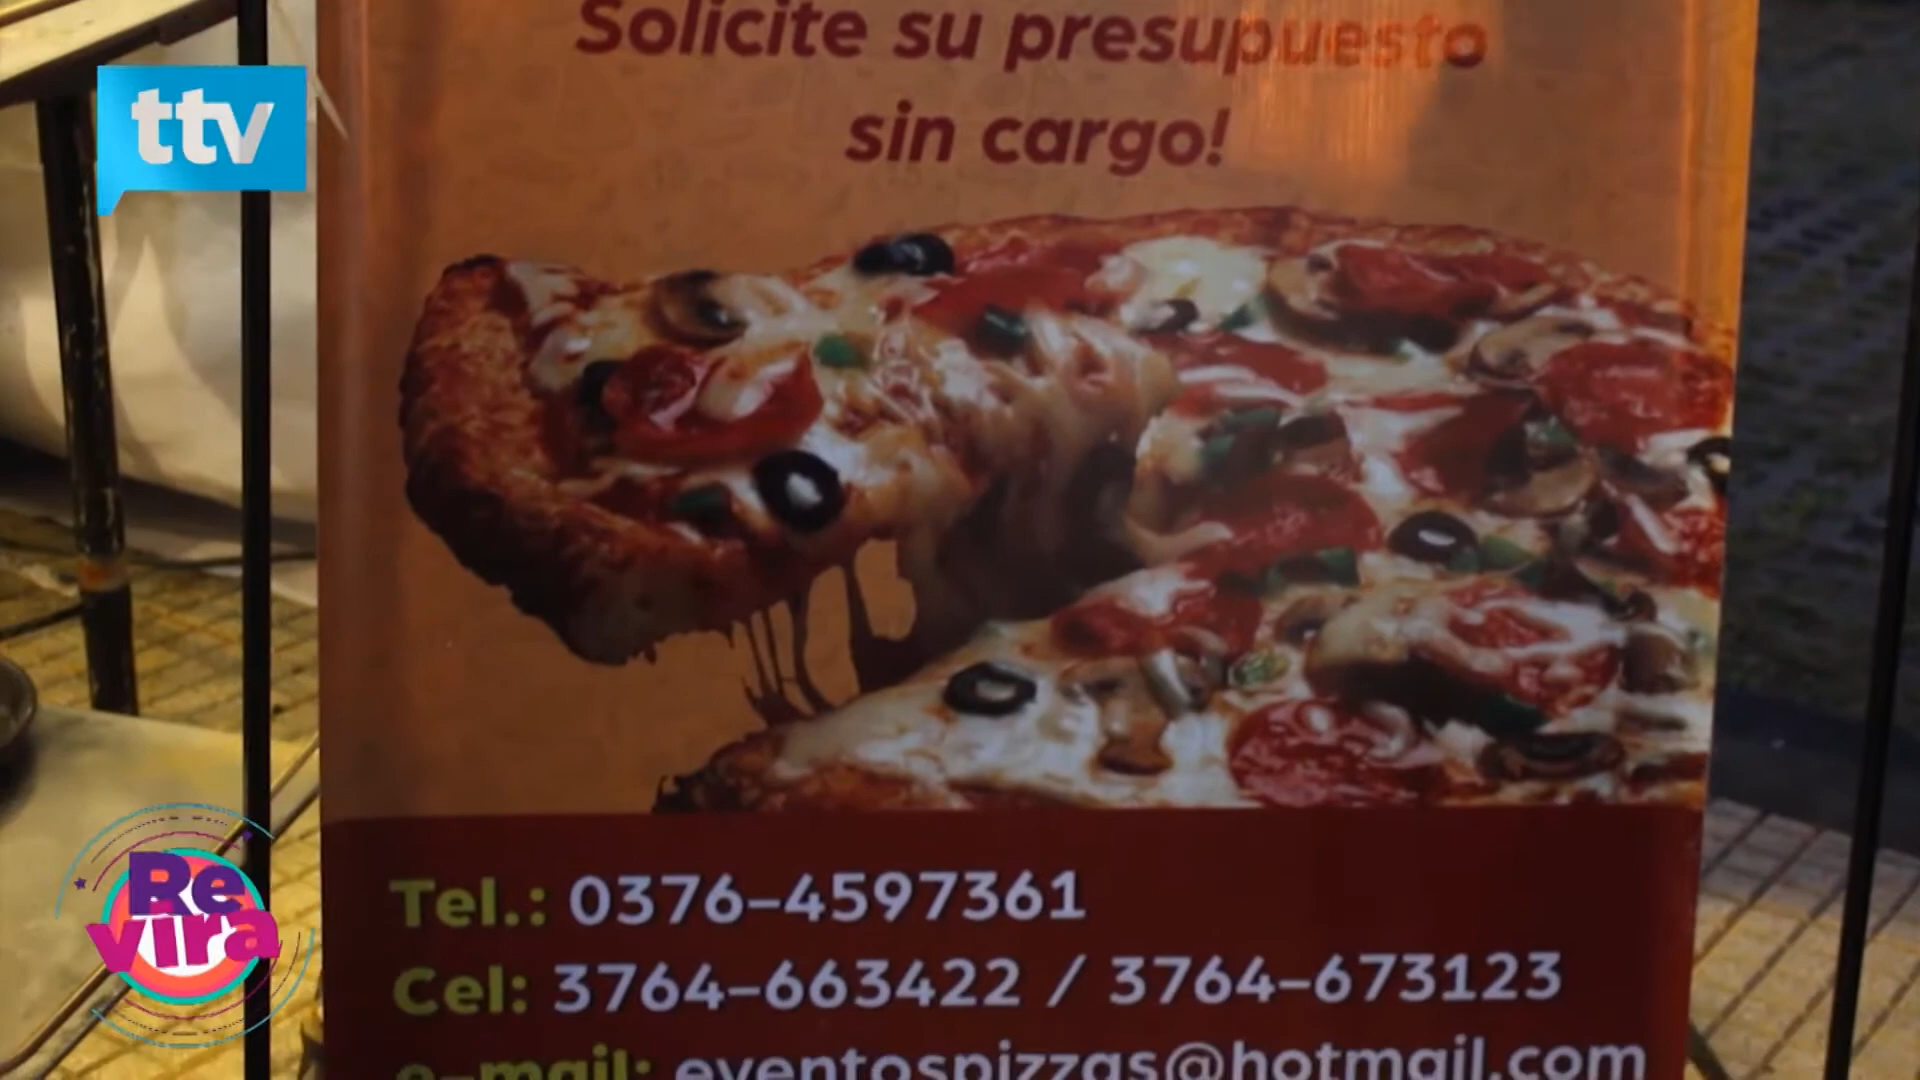 Solicite su presupuesto
sin cargo!
ttv
Re
vira
Tel.: 0376-4597361
Cel: 3764-663422 / 3764-673123
e-mail: eventospizzas@hotmail.com